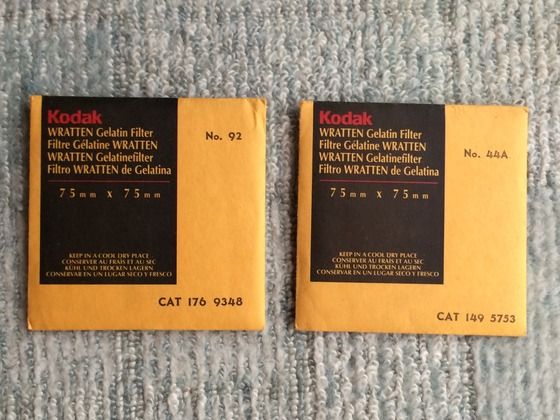 Kodak
WRATTEN Gelatin Filter
Filtre Gélatine WRATTEN
WRATTEN Gelatinefilter
Filtro WRATTEN de Gelatina
75mm x 75mm
KEEP IN A COOL DRY PLACE
CONSERVER AU FRAIS ET AU SEC
KÜHL UND TROCKEN LAGERN
CONSERVAR EN UN LUGAR SECO Y FRESCO
No. 92
CAT 176 9348
Kodak
WRATTEN Gelatin Filter
Filtre Gélatine WRATTEN
WRATTEN Gelatinefilter
Filtro WRATTEN de Gelatina
75mm x 75mm
KEEP IN A COOL DRY PLACE
CONSERVER AU FRAIS ET AU SEC
KÜHL UND TROCKEN LAGERN
CONSERVAR EN UN LUGAR SECO Y FRESCO
No. 44A
CAT 149 5753